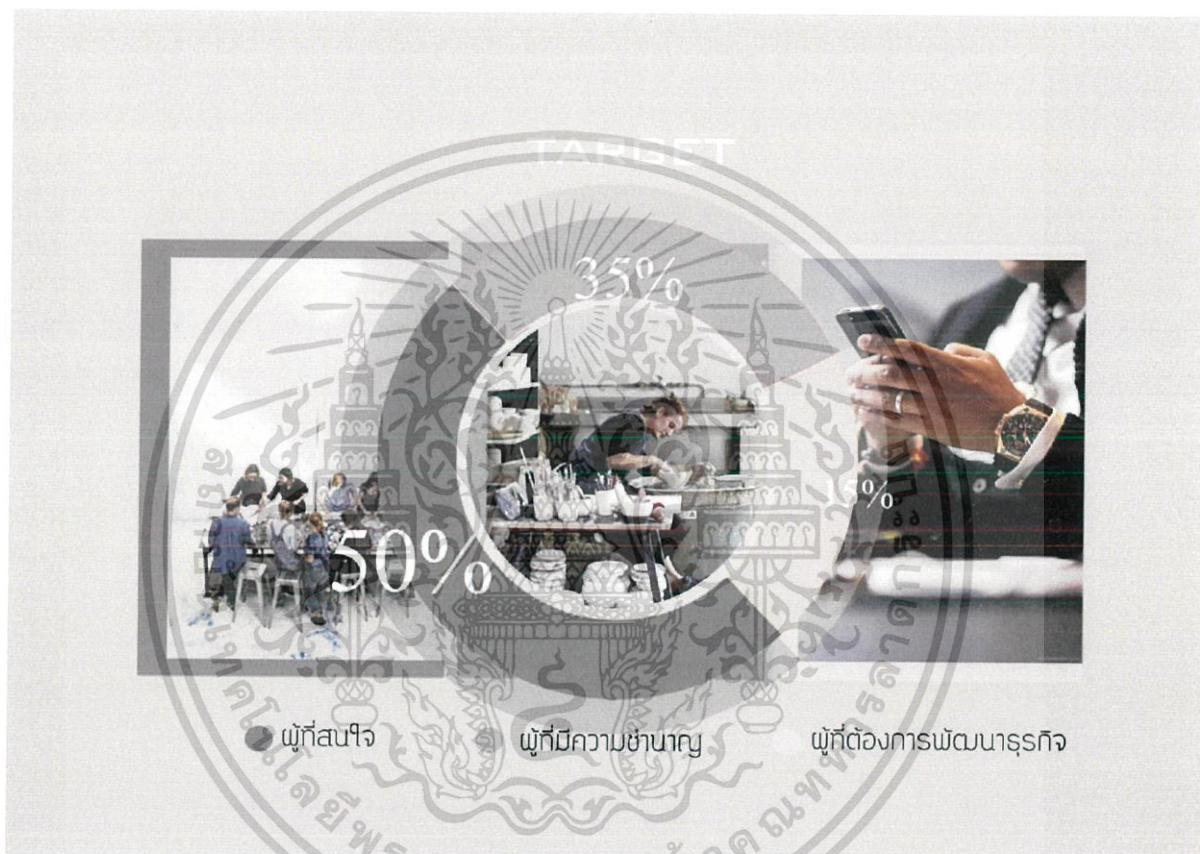 TARGET
35%
15%
50%
ผู้ที่สนใจ
ผู้ที่มีความชำนาญ
ผู้ที่ต้องการพัฒนาธุรกิจ